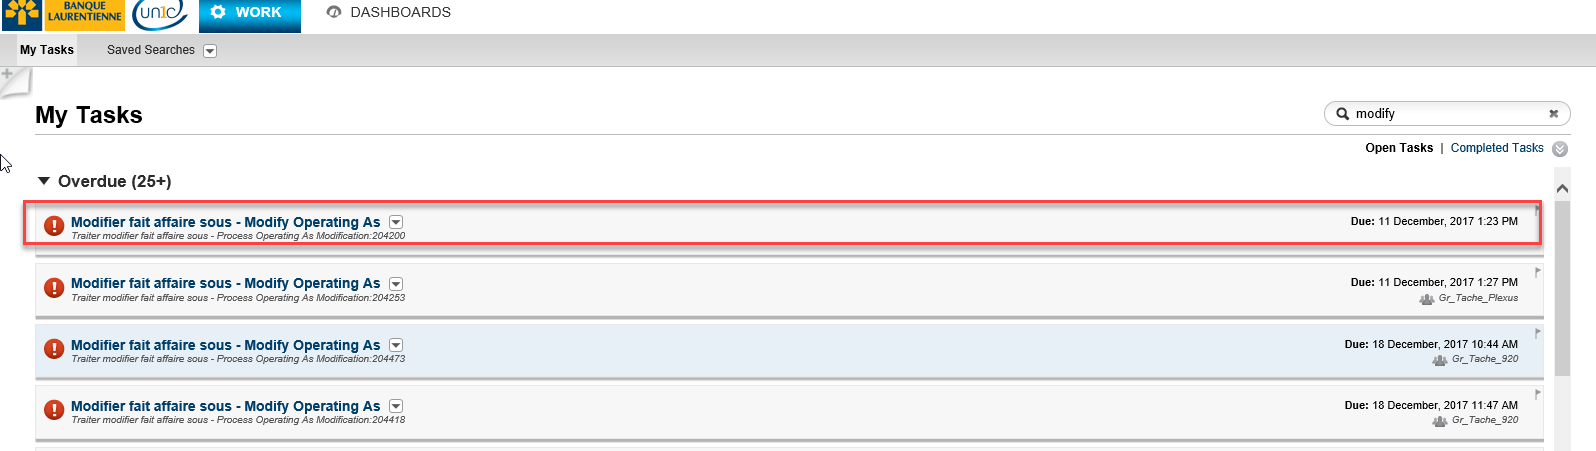 BANQUE
LAURENTIENNE
un1c
WORK
DASHBOARDS
My Tasks
Saved Searches
My Tasks
modify
Open Tasks | Completed Tasks
Overdue (25+)
Modifier fait affaire sous - Modify Operating As
Due: 11 December, 2017 1:23 PM
Traiter modifier fait affaire sous - Process Operating As Modification:204200
Modifier fait affaire sous - Modify Operating As
Due: 11 December, 2017 1:27 PM
Traiter modifier fait affaire sous - Process Operating As Modification:204253
Gr_Tache_Plexus
Modifier fait affaire sous - Modify Operating As
Due: 18 December, 2017 10:44 AM
Traiter modifier fait affaire sous - Process Operating As Modification:204473
Gr_Tache_920
Modifier fait affaire sous - Modify Operating As
Due: 18 December, 2017 11:47 AM
Traiter modifier fait affaire sous - Process Operating As Modification:204418
Gr_Tache_920